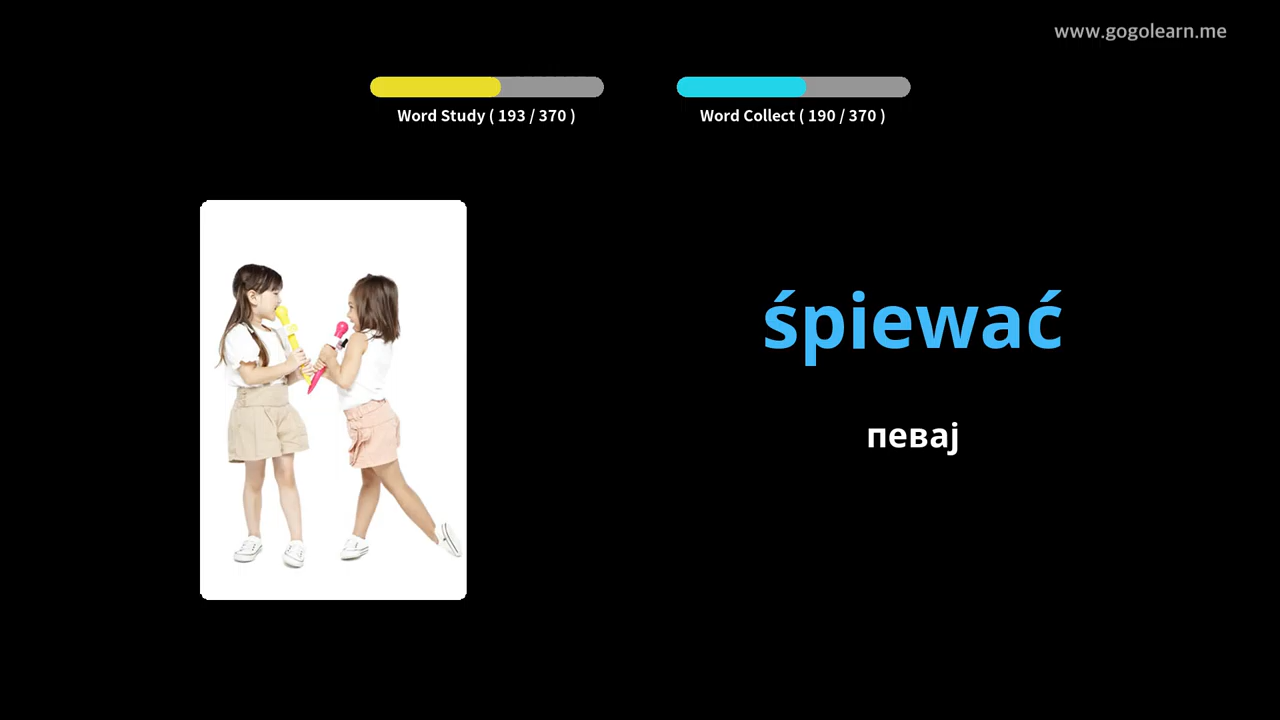 www.gogolearn.me
Word Study ( 193 / 370 )
Word Collect ( 190 / 370 )
śpiewać
певај